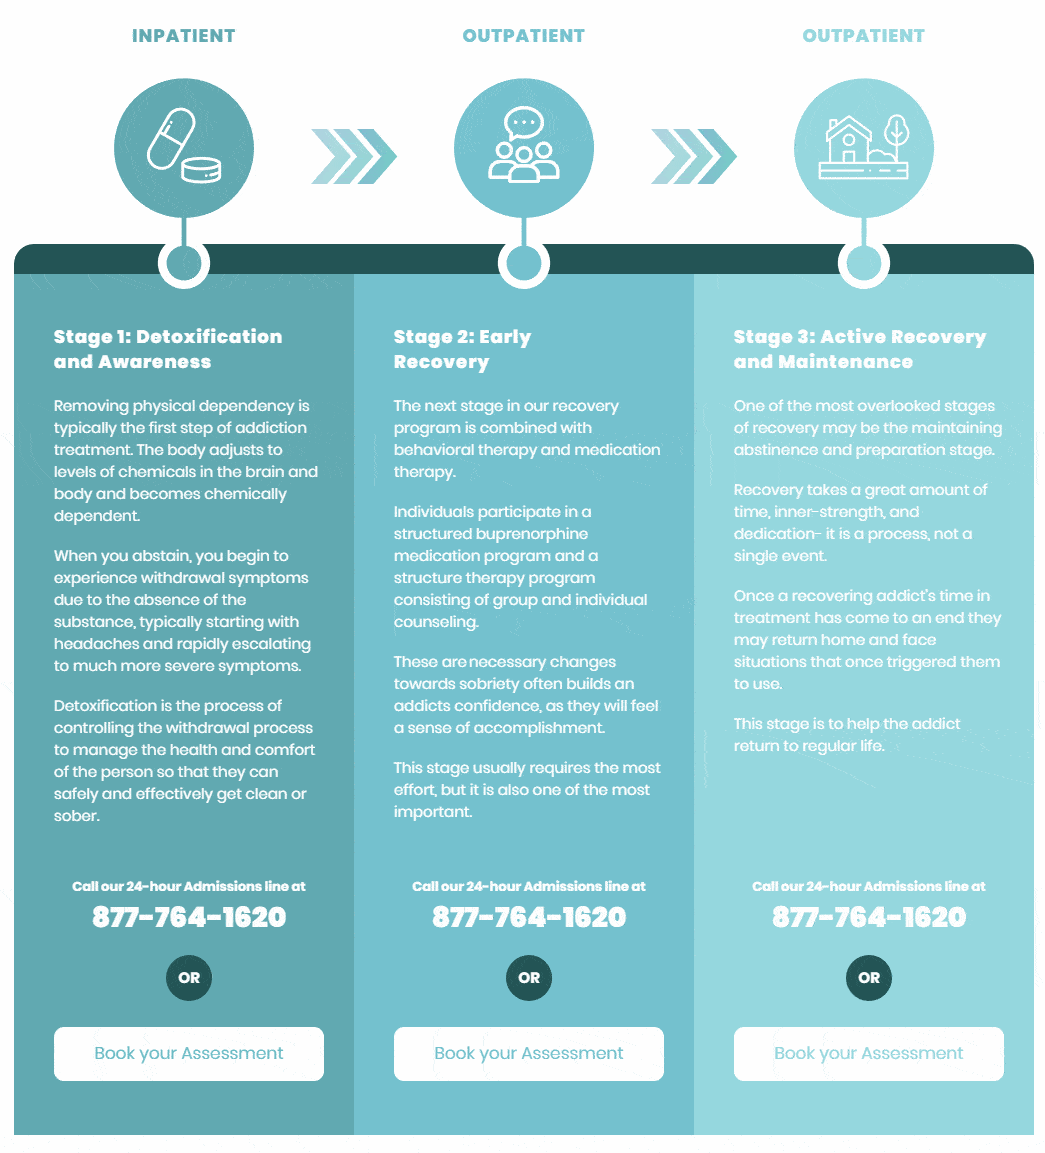 INPATIENT
OUTPATIENT
OUTPATIENT
Stage 1: Detoxification
and Awareness
Removing physical dependency is
typically the first step of addiction
treatment. The body adjusts to
levels of chemicals in the brain and
body and becomes chemically
dependent.
When you abstain, you begin to
experience withdrawal symptoms
due to the absence of the
substance, typically starting with
headaches and rapidly escalating
to much more severe symptoms.
Detoxification is the process of
controlling the withdrawal process
to manage the health and comfort
of the person so that they can
safely and effectively get clean or
sober.
Call our 24-hour Admissions line at
877-764-1620
OR
Book your Assessment
Stage 2: Early
Recovery
The next stage in our recovery
program is combined with
behavioral therapy and medication
therapy.
Individuals participate in a
structured buprenorphine
medication program and a
structure therapy program
consisting of group and individual
counseling.
These are necessary changes
towards sobriety often builds an
addicts confidence, as they will feel
a sense of accomplishment.
This stage usually requires the most
effort, but it is also one of the most
important.
Call our 24-hour Admissions line at
877-764-1620
OR
Book your Assessment
Stage 3: Active Recovery
and Maintenance
One of the most overlooked stages
of recovery may be the maintaining
abstinence and preparation stage.
Recovery takes a great amount of
time, inner-strength, and
dedication- it is a process, not a
single event.
Once a recovering addict's time in
treatment has come to an end they
may return home and face
situations that once triggered them
to use.
This stage is to help the addict
return to regular life.
Call our 24-hour Admissions line at
877-764-1620
OR
Book your Assessment